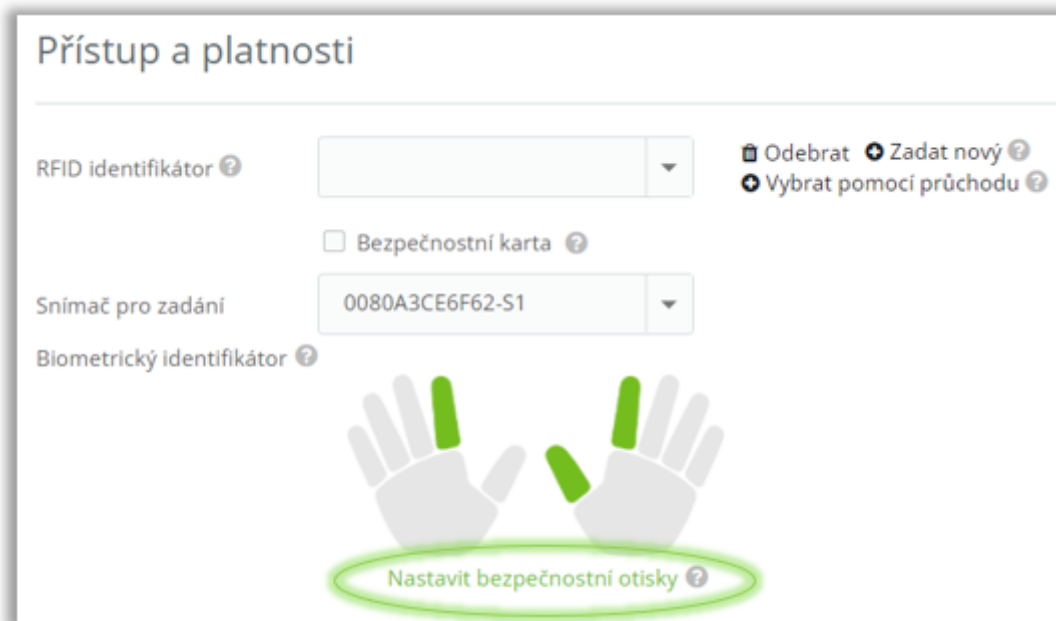 Přístup a platnosti
RFID identifikátor ?
Odebrat Zadat nový ?
Vybrat pomocí průchodu ?
Bezpečnostní karta ?
Snímač pro zadání
0080A3CE6F62-S1
Biometrický identifikátor ?
Nastavit bezpečnostní otisky ?